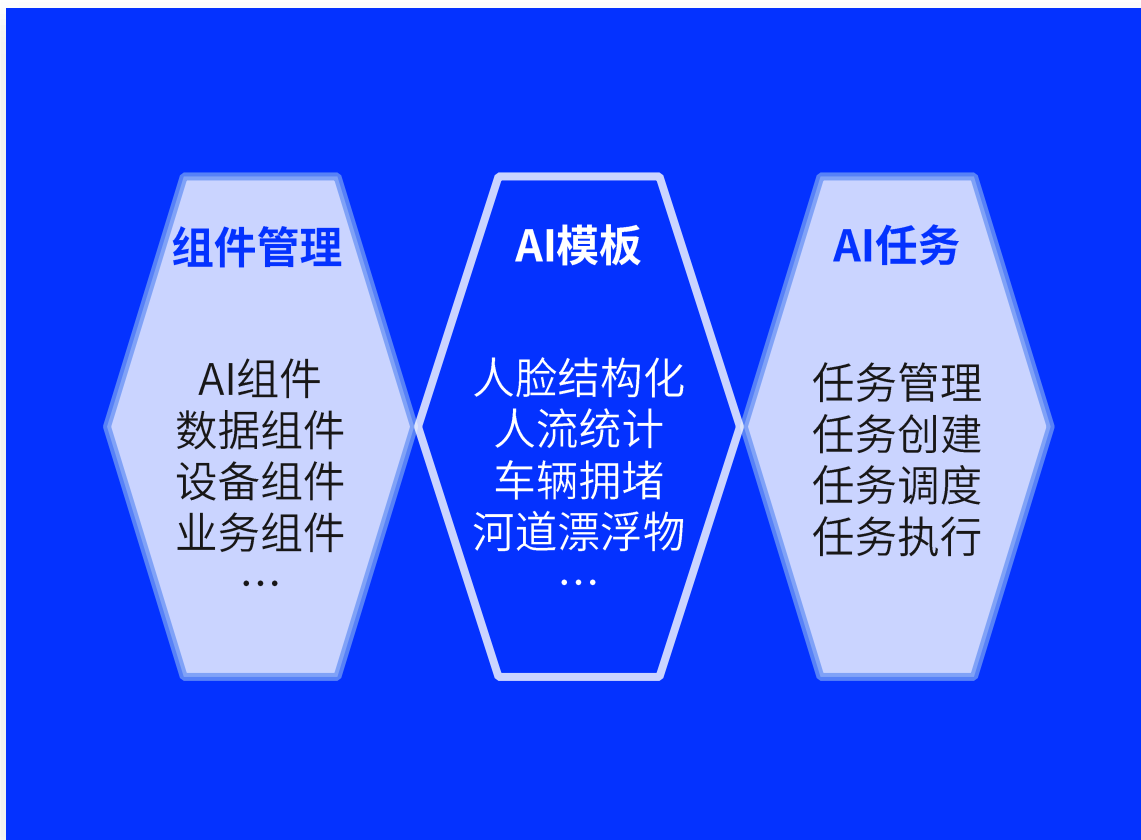 组件管理
AI组件
数据组件
设备组件
业务组件
…
AI模板
人脸结构化
人流统计
车辆拥堵
河道漂浮物
…
AI任务
任务管理
任务创建
任务调度
任务执行